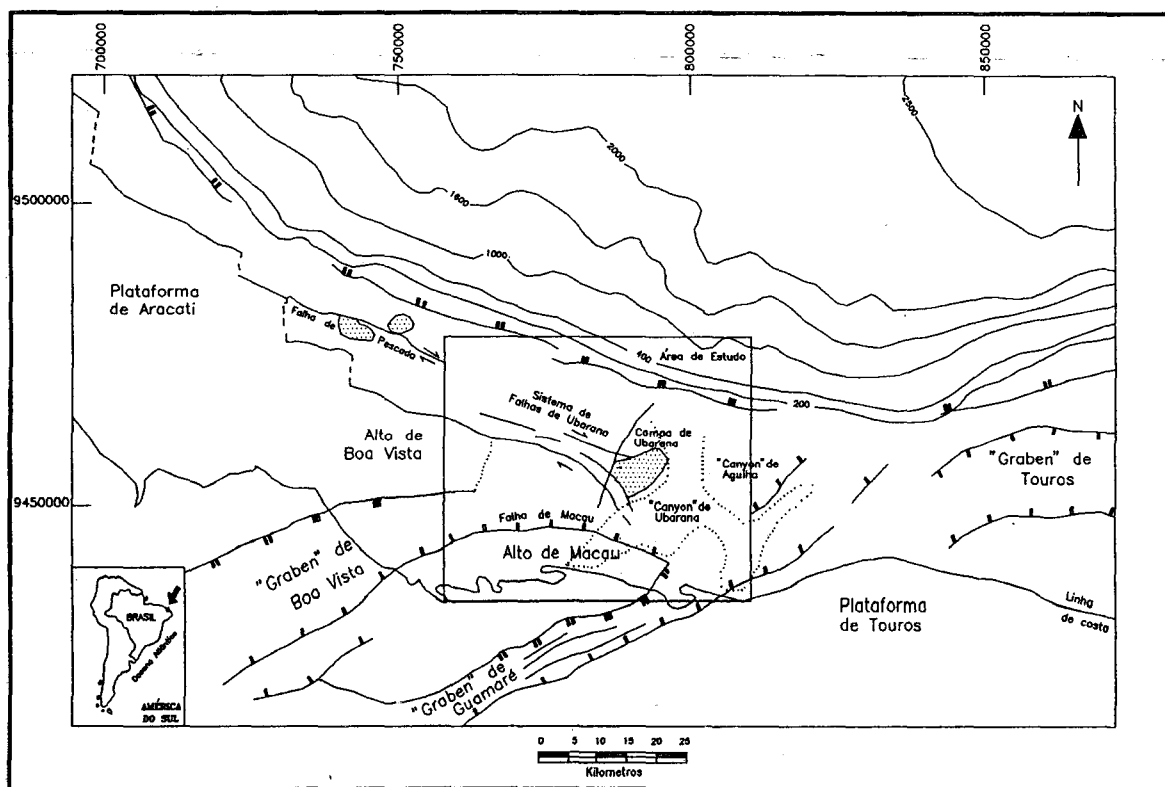 700000
750000
800000
850000
N
9500000
9450000
2500
2000
1600
1000
400
200
Plataforma
de Aracati
Falha de
Pescada
Área de Estudo
Sistema de
Falhas de Ubarana
Campo de
Ubarana
Alto de
Boa Vista
"Canyon" de
Agulha
"Graben" de
Touros
"Canyon" de
Ubarana
Falha de Macau
Alto de Macau
"Graben" de
Boa Vista
Plataforma
de Touros
Linha
de costa
"Graben" de
Guamaré
BRASIL
Oceano Atlântico
AMÉRICA
DO SUL
0 5 10 15 20 25
Kilometros